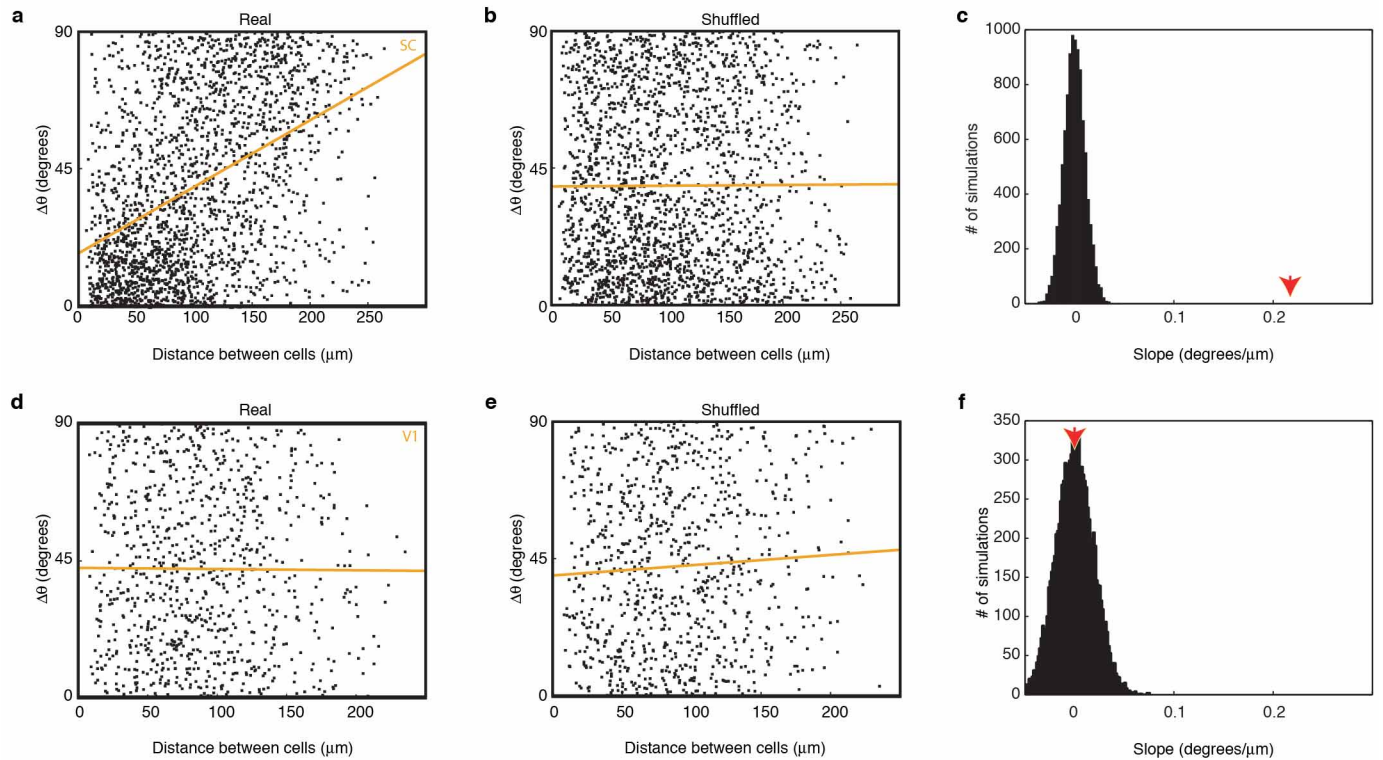 a
Real
90
SC
45
0
Δθ (degrees)
0 50 100 150 200 250
Distance between cells (μm)
b
Shuffled
90
45
0
Δθ (degrees)
0 50 100 150 200 250
Distance between cells (μm)
c
1000
800
600
400
200
0
# of simulations
0 0.1 0.2
Slope (degrees/μm)
d
Real
90
V1
45
0
Δθ (degrees)
0 50 100 150 200
Distance between cells (μm)
e
Shuffled
90
45
0
Δθ (degrees)
0 50 100 150 200
Distance between cells (μm)
f
350
300
250
200
150
100
50
0
# of simulations
0 0.1 0.2
Slope (degrees/μm)